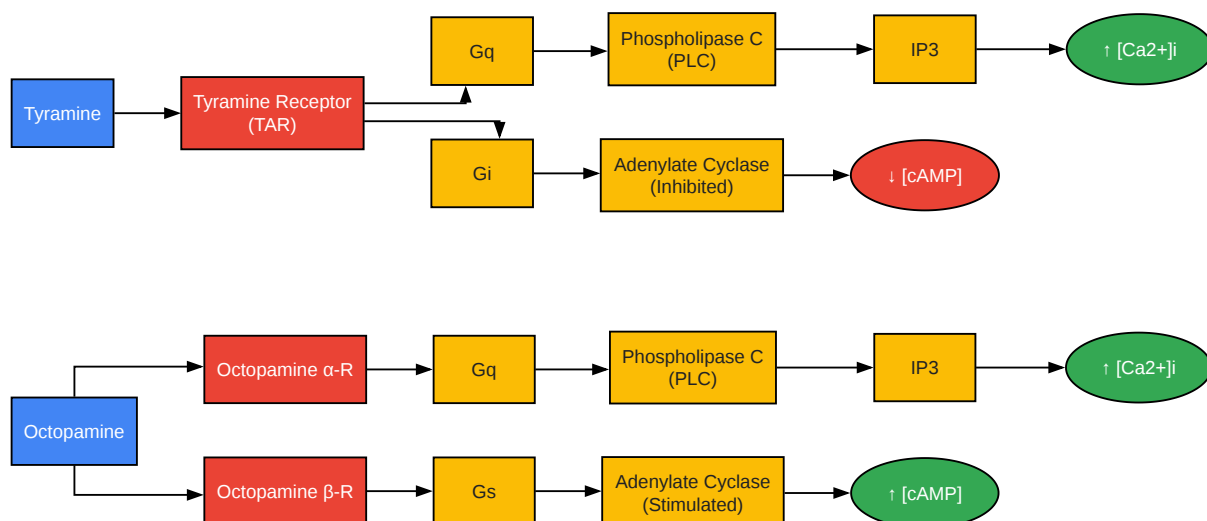 Gq
Phospholipase C
(PLC)
IP3
↑ [Ca2+]i
Tyramine
Tyramine Receptor
(TAR)
Gi
Adenylate Cyclase
(Inhibited)
↓ [cAMP]
Octopamine α-R
Gq
Phospholipase C
(PLC)
IP3
↑ [Ca2+]i
Octopamine
Octopamine β-R
Gs
Adenylate Cyclase
(Stimulated)
↑ [cAMP]